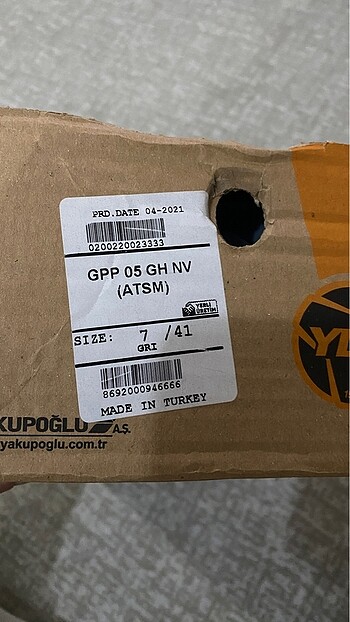 PRD.DATE 04-2021
0200220023333
GPP 05 GH NV
(ATSM)
YERLİ
ÜRETİM
SIZE: 7 /41
GRI
8692000946666
MADE IN TURKEY
KUPOĞLU A.Ş.
yakupoglu.com.tr